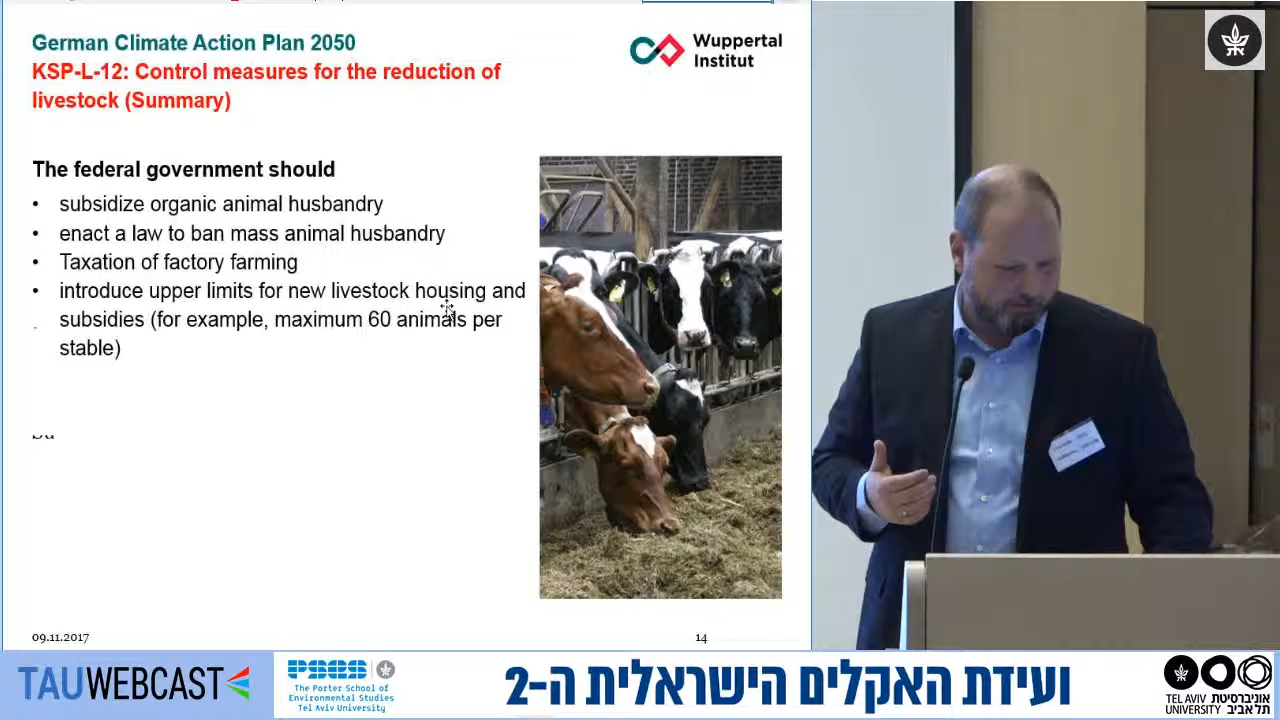 German Climate Action Plan 2050
KSP-L-12: Control measures for the reduction of
livestock (Summary)
Wuppertal
Institut
The federal government should
• subsidize organic animal husbandry
• enact a law to ban mass animal husbandry
• Taxation of factory farming
• introduce upper limits for new livestock housing and
subsidies (for example, maximum 60 animals per
stable)
09.11.2017
14
TAUWEBCAST
PSES
The Porter School of
Environmental Studies
Tel Aviv University
ועידת האקלים הישראלית ה-2
TEL AVIV אוניברסיטת
UNIVERSITY תל אביב